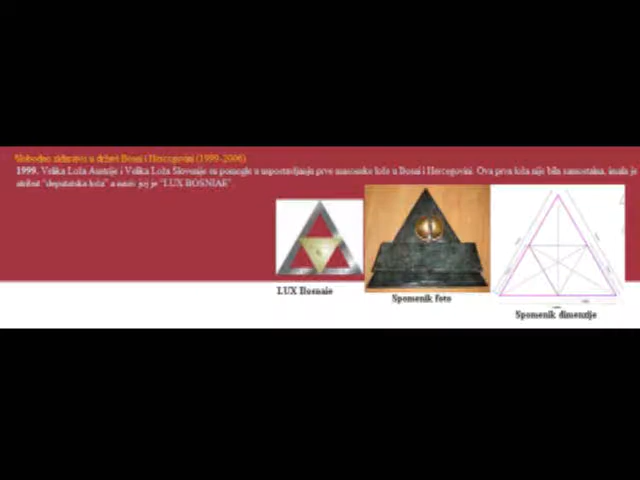 Slobodno zidarstvo u državi Bosni i Hercegovini (1999-2006)
1999. Velika Loža Austrije i Velika Loža Slovenije su pomogle u uspostavljanju prve masonske lože u Bosni i Hercegovini. Ova prva loža nije bila samostalna, imala je
atribut "deputatska loža" a naziv joj je "LUX BOSNIAE".
LUX Bosnaie
Spomenik foto
Spomenik dimenzije